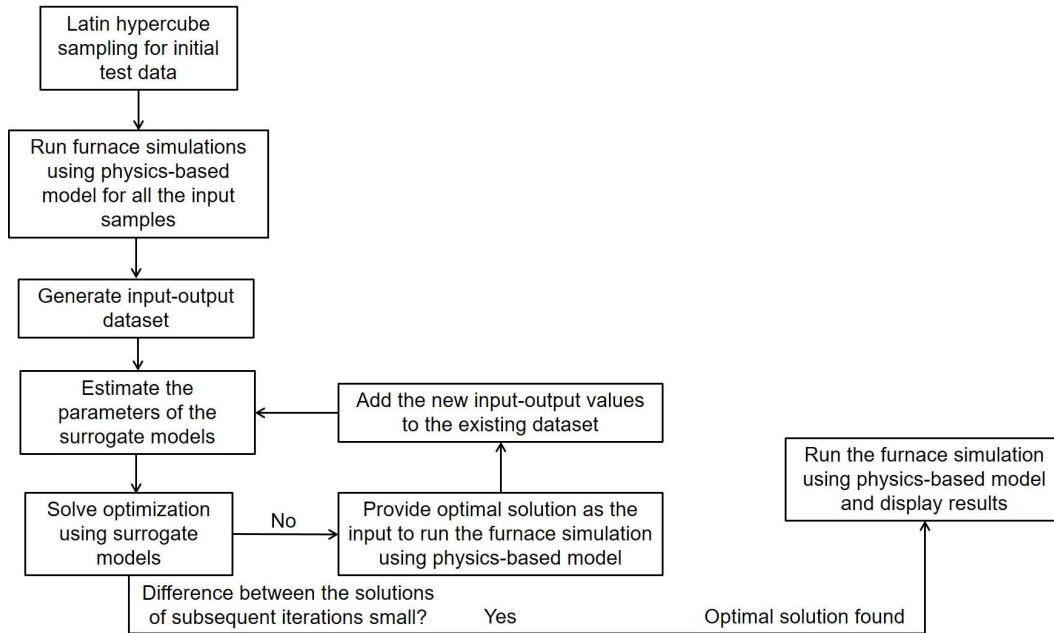 Latin hypercube
sampling for initial
test data
Run furnace simulations
using physics-based
model for all the input
samples
Generate input-output
dataset
Estimate the
parameters of the
surrogate models
Add the new input-output values
to the existing dataset
Run the furnace simulation
using physics-based model
and display results
Solve optimization
using surrogate
models
No
Provide optimal solution as the
input to run the furnace simulation
using physics-based model
Difference between the solutions
of subsequent iterations small?
Yes
Optimal solution found